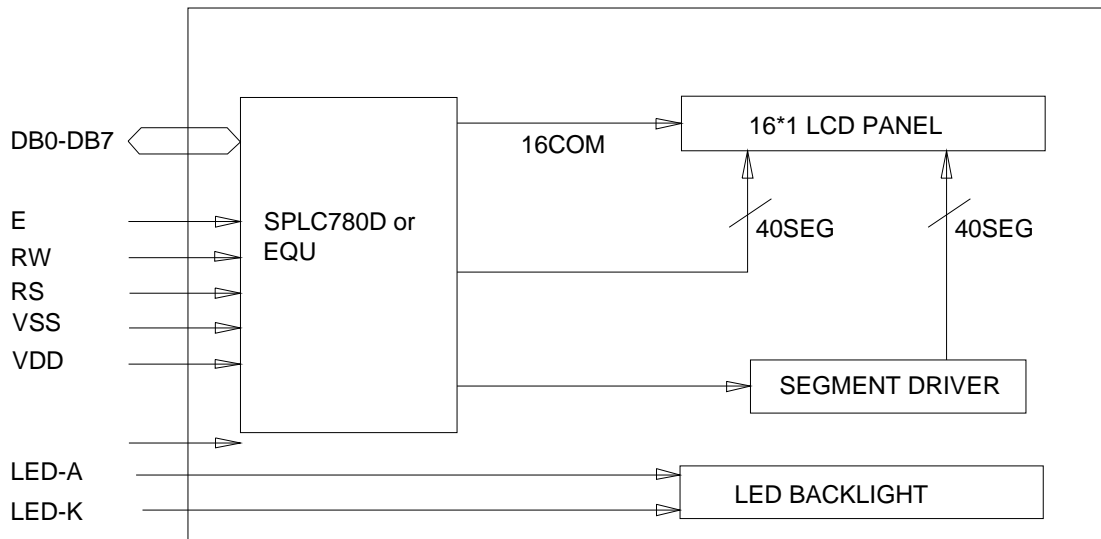 DB0-DB7
E
RW
RS
VSS
VDD
LED-A
LED-K
SPLC780D or
EQU
16COM
16*1 LCD PANEL
40SEG
40SEG
SEGMENT DRIVER
LED BACKLIGHT